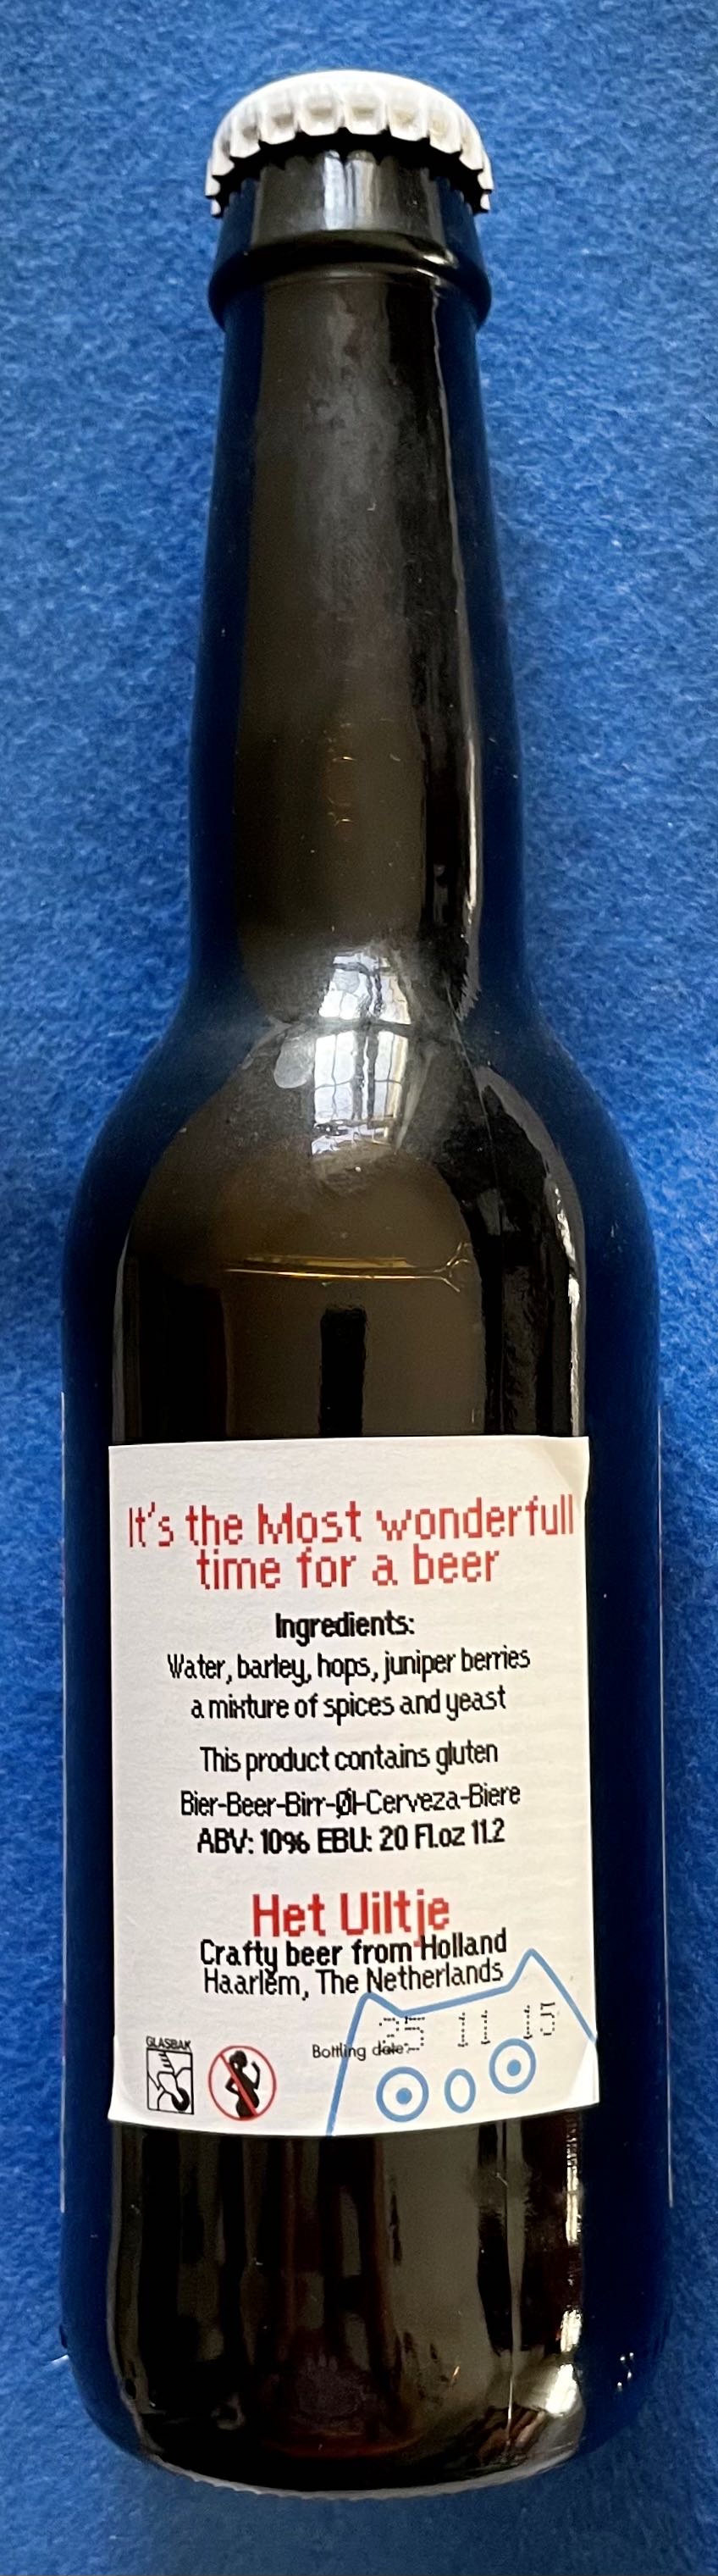 It's the Most wonderfull
time for a beer
Ingredients:
Water, barley, hops, juniper berries
a mixture of spices and yeast
This product contains gluten
Bier-Beer-Birr-Øl-Cerveza-Biere
ABV: 10% EBU: 20 Fl.oz 11.2
Het Uiltje
Crafty beer from Holland
Haarlem, The Netherlands
25 11 15
GLASBAK
Bottling date: